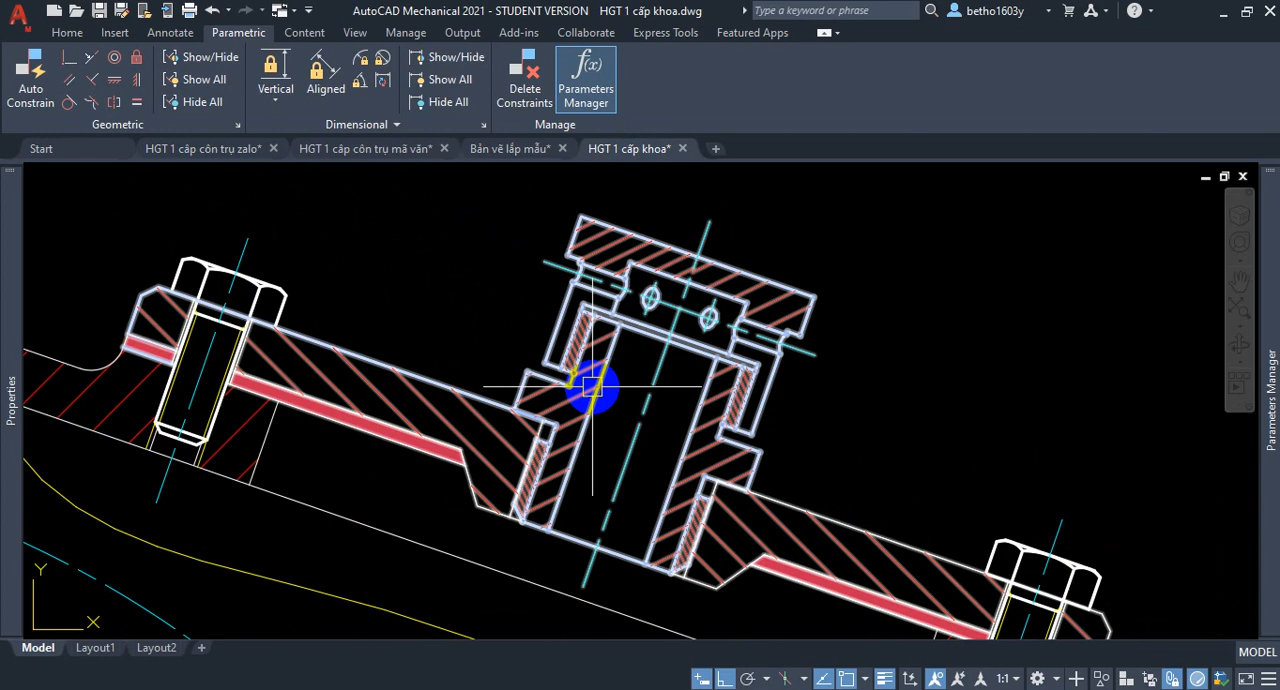 AutoCAD Mechanical 2021 - STUDENT VERSION HGT 1 cấp khoa.dwg
Type a keyword or phrase
betho1603y
Home Insert Annotate Parametric Content View Manage Output Add-ins Collaborate Express Tools Featured Apps
Auto
Constrain
Show/Hide
Show All
Hide All
Geometric
Vertical
Aligned
Show/Hide
Show All
Hide All
Dimensional
Delete
Constraints
f(x)
Parameters
Manager
Manage
Start
HGT 1 cấp côn trụ zalo*
HGT 1 cấp côn trụ mã văn*
Bản vẽ lắp mẫu*
HGT 1 cấp khoa*
Properties
Parameters Manager
Y
X
Model Layout1 Layout2
MODEL
1:1